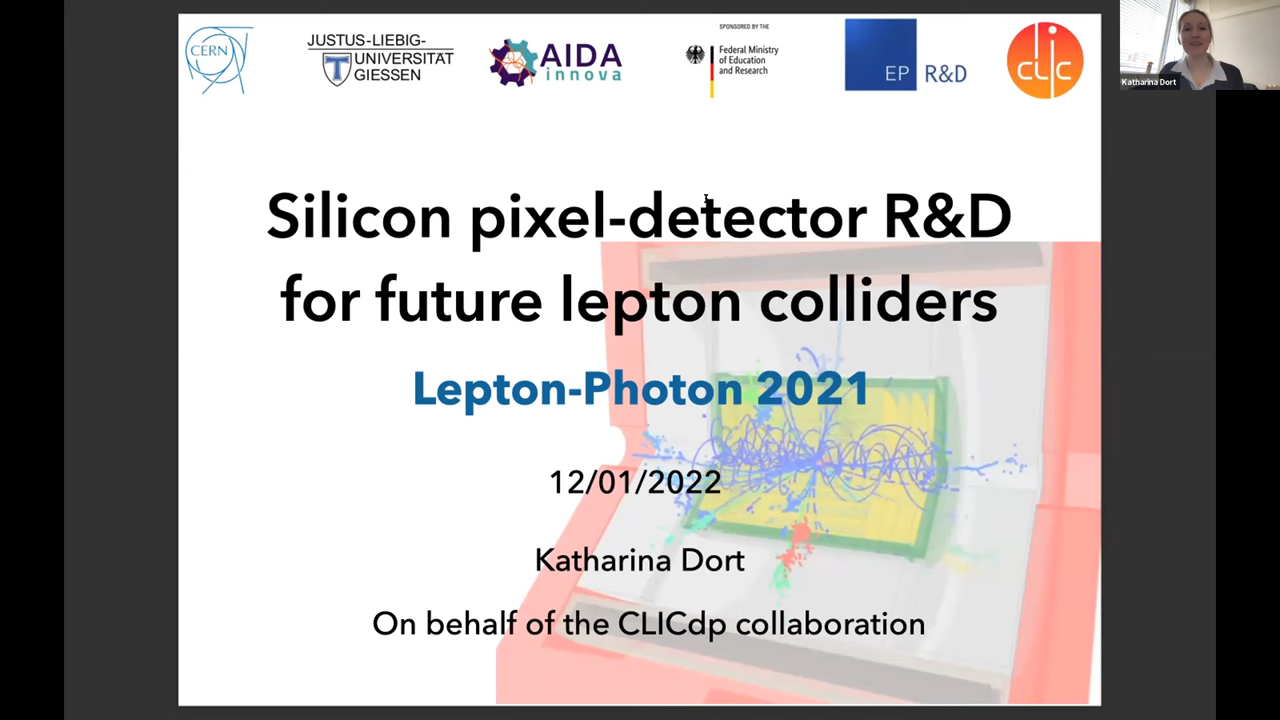 CERN
JUSTUS-LIEBIG-
UNIVERSITÄT
GIESSEN
AIDA
innova
SPONSORED BY THE
Federal Ministry
of Education
and Research
EP R&D
clic
Katharina Dort
Silicon pixel-detector R&D
for future lepton colliders
Lepton-Photon 2021
12/01/2022
Katharina Dort
On behalf of the CLICdp collaboration